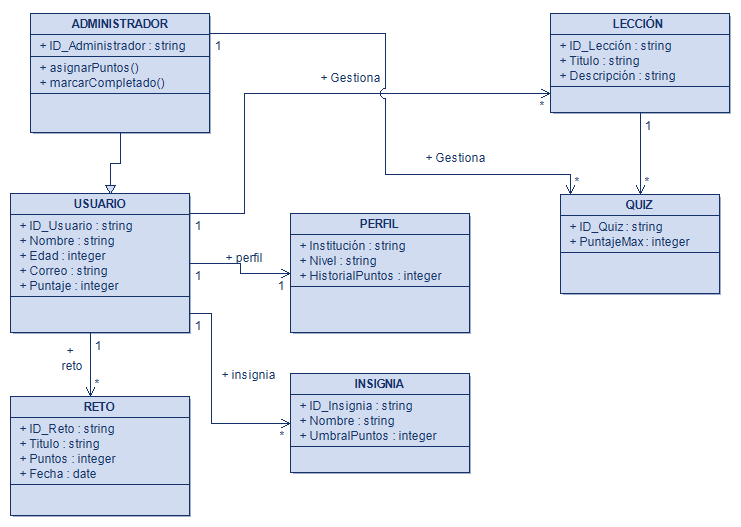 ADMINISTRADOR
+ ID_Administrador : string
+ asignarPuntos()
+ marcarCompletado()
1
+ Gestiona
*
LECCIÓN
+ ID_Lección : string
+ Titulo : string
+ Descripción : string
1
+ Gestiona
*
*
USUARIO
+ ID_Usuario : string
+ Nombre : string
+ Edad : integer
+ Correo : string
+ Puntaje : integer
1
1
1
1
+ perfil
1
PERFIL
+ Institución : string
+ Nivel : string
+ HistorialPuntos : integer
QUIZ
+ ID_Quiz : string
+ PuntajeMax : integer
+
reto
*
+ insignia
*
INSIGNIA
+ ID_Insignia : string
+ Nombre : string
+ UmbralPuntos : integer
RETO
+ ID_Reto : string
+ Titulo : string
+ Puntos : integer
+ Fecha : date